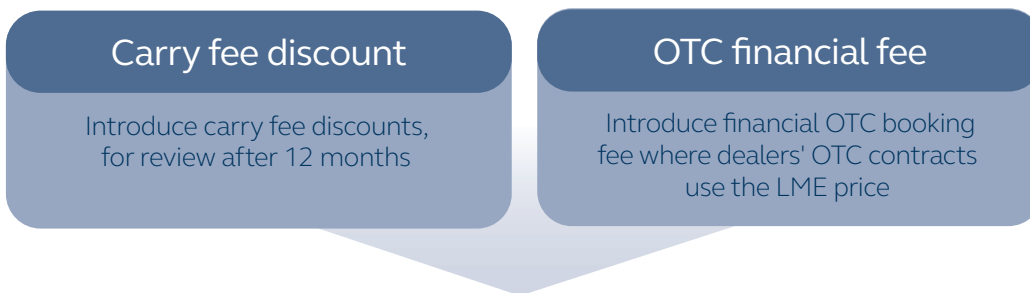 Carry fee discount
Introduce carry fee discounts,
for review after 12 months
OTC financial fee
Introduce financial OTC booking
fee where dealers' OTC contracts
use the LME price